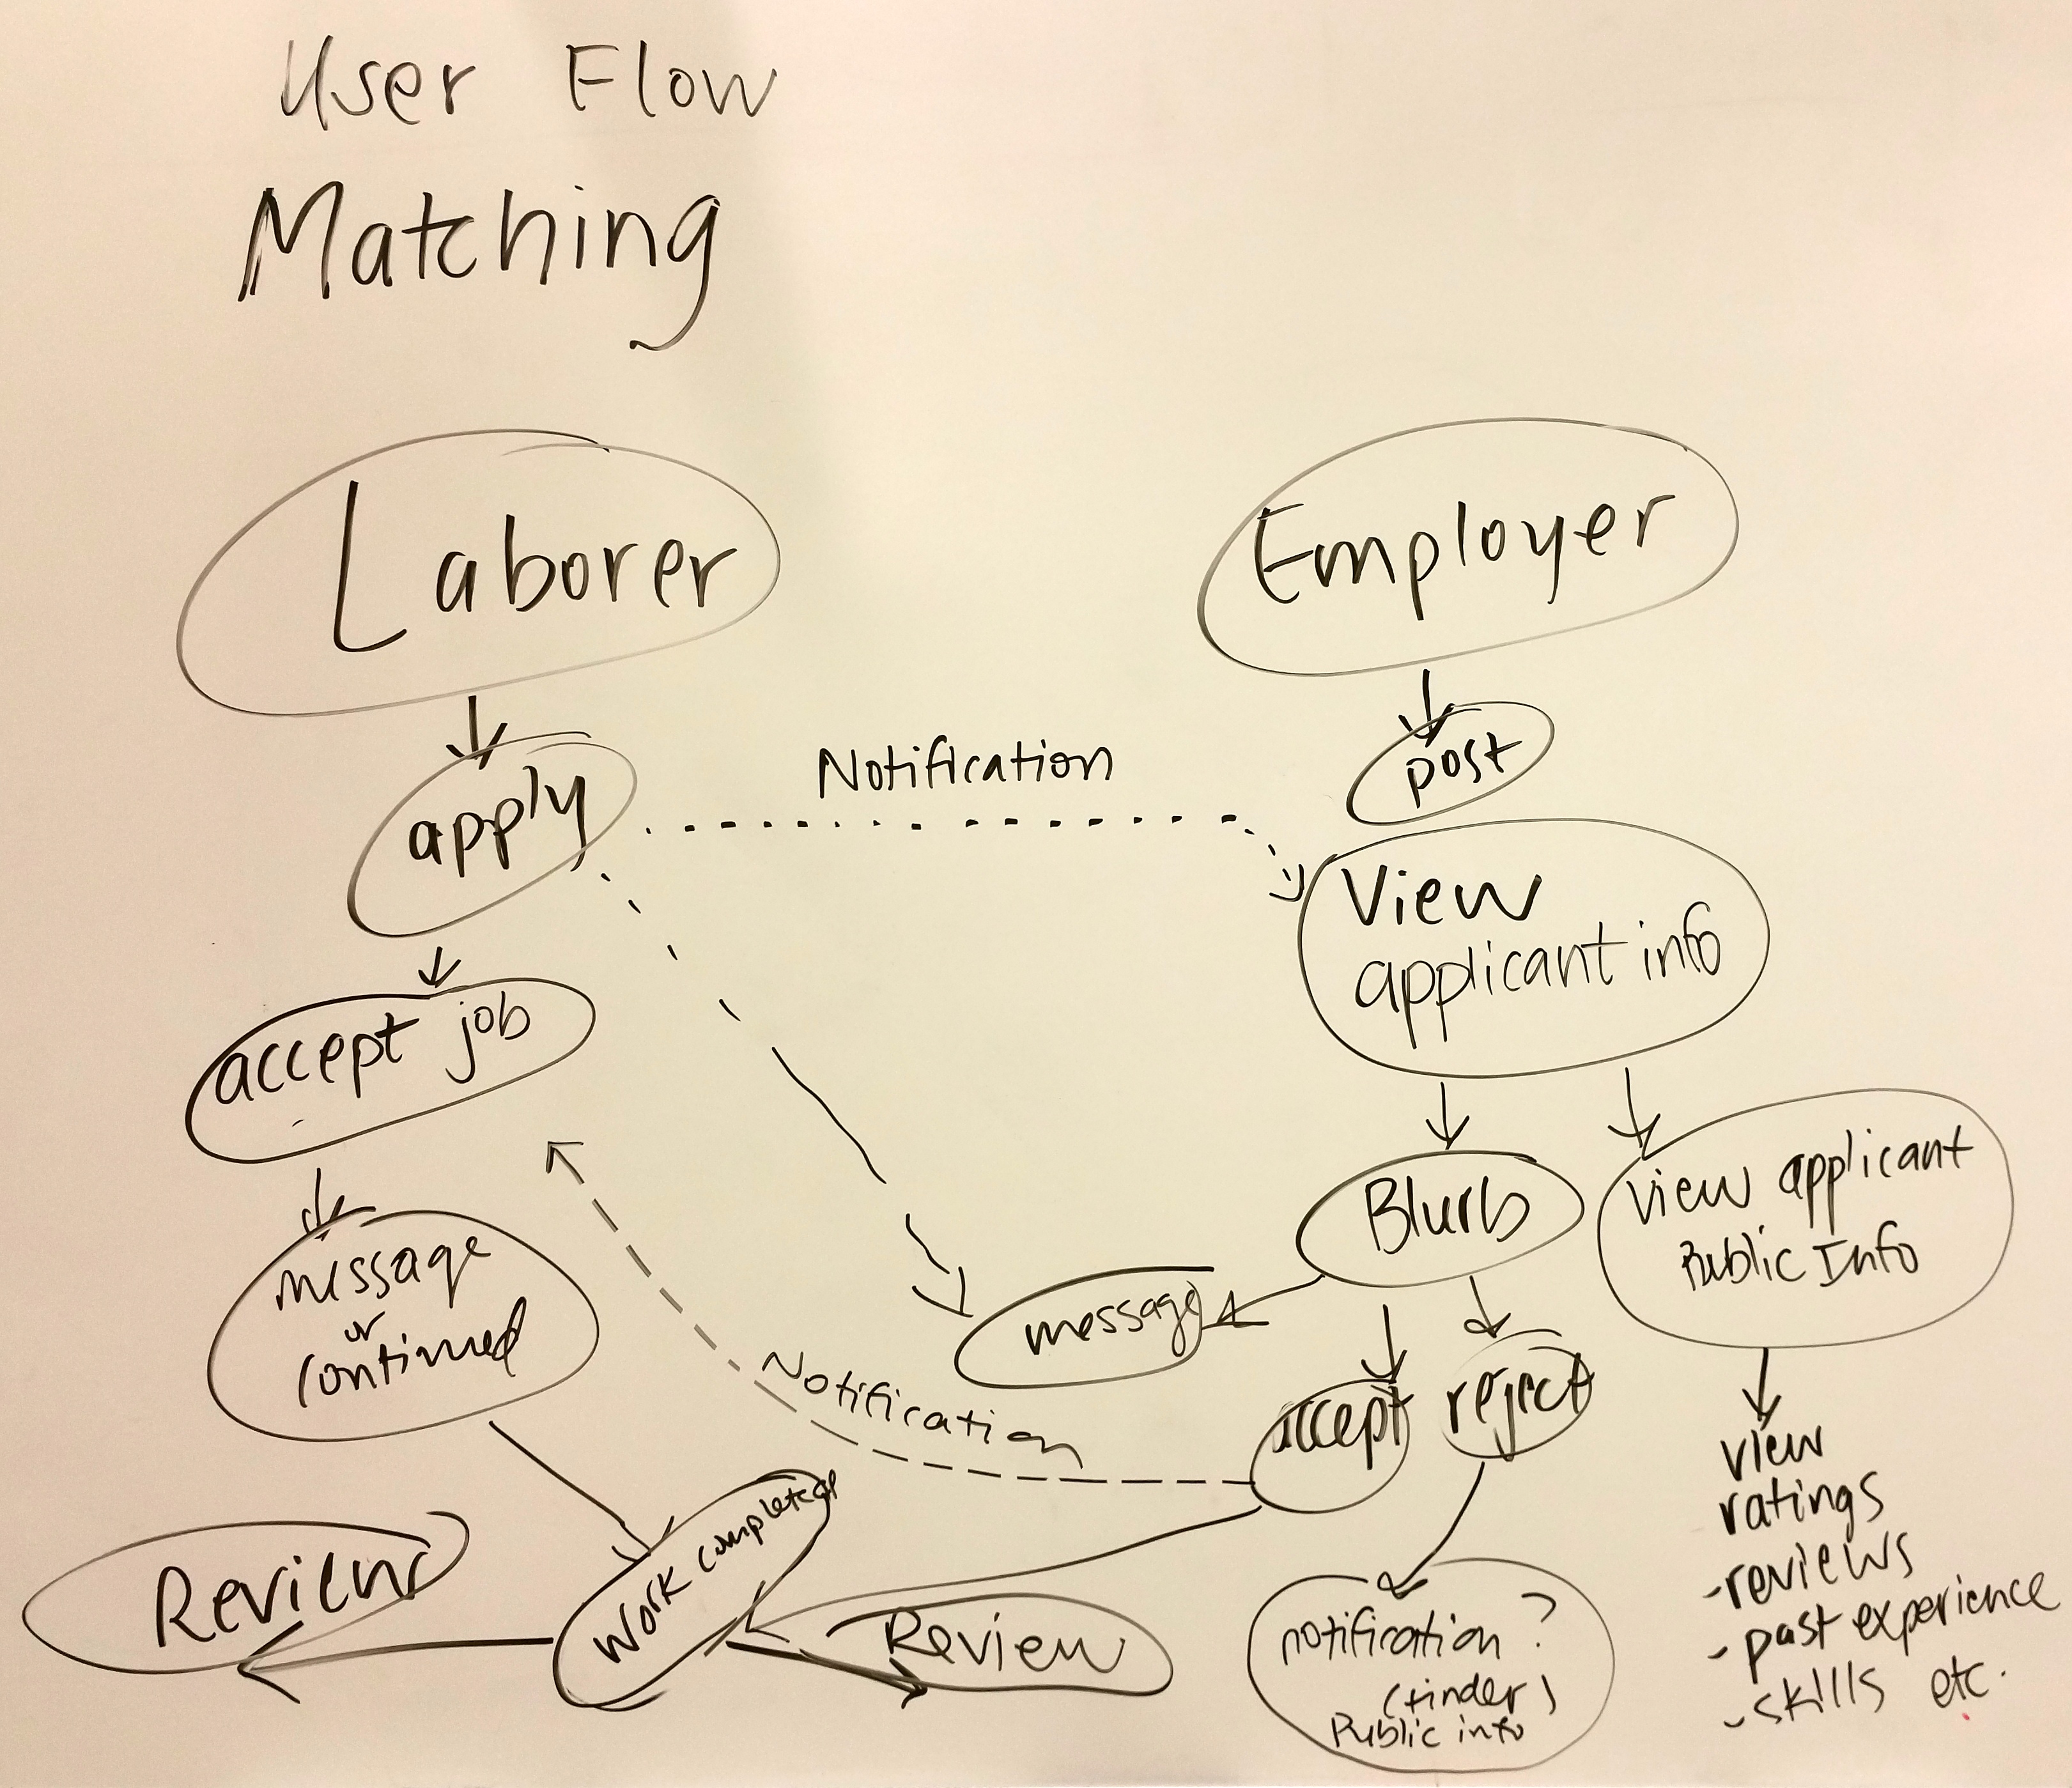 User Flow
Matching
Laborer
Employer
apply
Notification
post
View
applicant info
accept job
Blurb
view applicant
Public Info
message
or
continued
message
accept
reject
Notification
view
ratings
-reviews
-past experience
-skills etc.
Review
Work completed
Review
notification ?
(tinder)
Public info